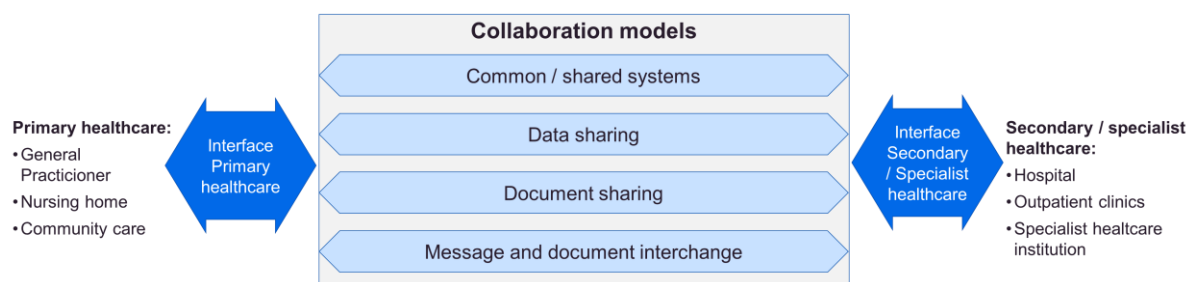 Collaboration models
Common / shared systems
Data sharing
Document sharing
Message and document interchange
Primary healthcare:
•General
Practicioner
•Nursing home
•Community care
Interface
Primary
healthcare
Interface
Secondary
/ Specialist
healthcare
Secondary / specialist
healthcare:
•Hospital
•Outpatient clinics
•Specialist healtcare
institution